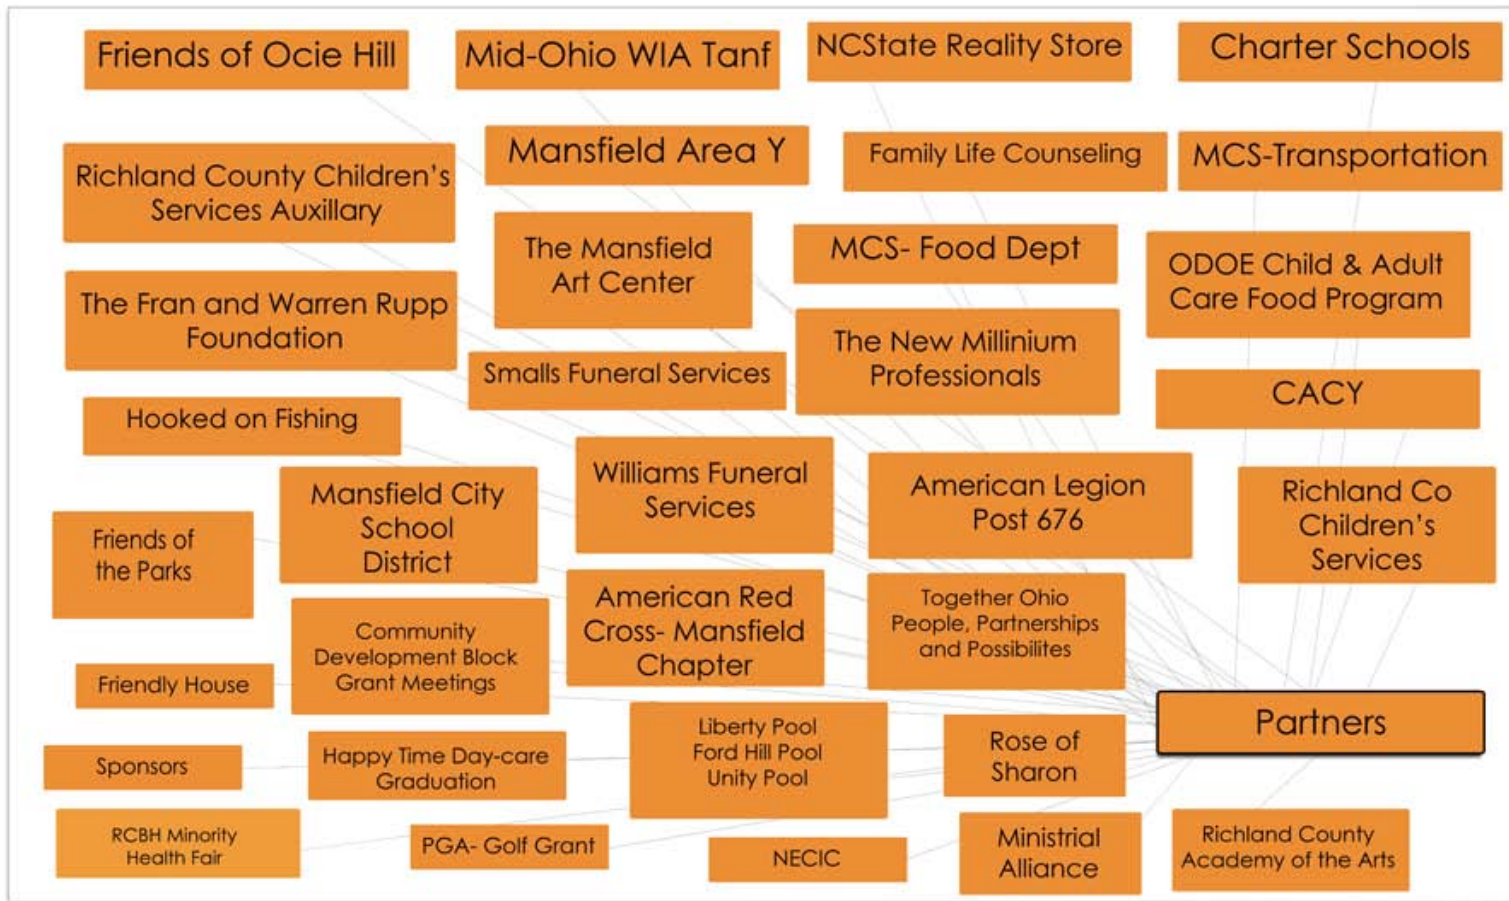 Friends of Ocie Hill
Mid-Ohio WIA Tanf
NCState Reality Store
Charter Schools
Richland County Children's
Services Auxillary
Mansfield Area Y
Family Life Counseling
MCS-Transportation
The Mansfield
Art Center
MCS- Food Dept
ODOE Child & Adult
Care Food Program
The Fran and Warren Rupp
Foundation
Smalls Funeral Services
The New Millinium
Professionals
CACY
Hooked on Fishing
Mansfield City
School
District
Williams Funeral
Services
American Legion
Post 676
Richland Co
Children's
Services
Friends of
the Parks
Community
Development Block
Grant Meetings
American Red
Cross- Mansfield
Chapter
Together Ohio
People, Partnerships
and Possibilites
Friendly House
Partners
Sponsors
Happy Time Day-care
Graduation
Liberty Pool
Ford Hill Pool
Unity Pool
Rose of
Sharon
RCBH Minority
Health Fair
PGA- Golf Grant
NECIC
Ministrial
Alliance
Richland County
Academy of the Arts